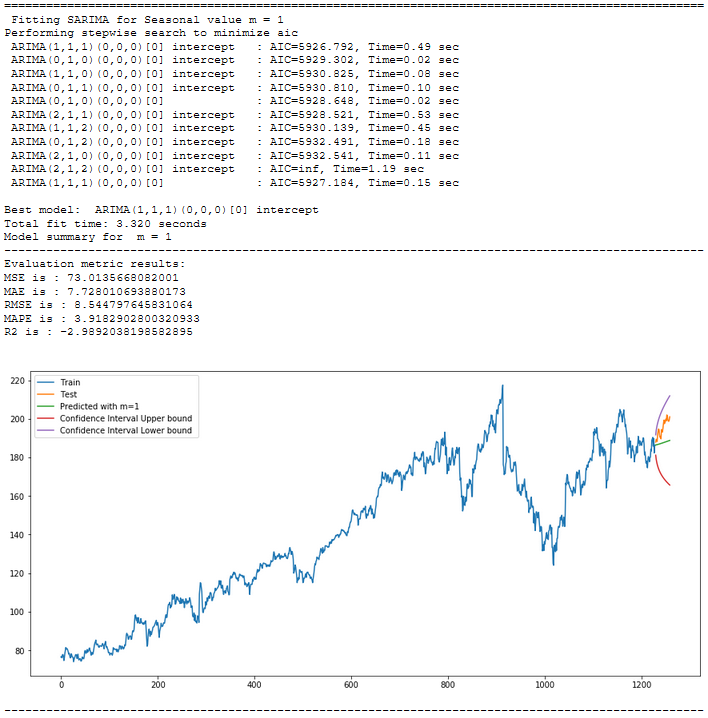 ================================================================================
Fitting SARIMA for Seasonal value m = 1
Performing stepwise search to minimize aic
ARIMA(1,1,1)(0,0,0)[0] intercept   : AIC=5926.792, Time=0.49 sec
ARIMA(0,1,0)(0,0,0)[0] intercept   : AIC=5929.302, Time=0.02 sec
ARIMA(1,1,0)(0,0,0)[0] intercept   : AIC=5930.825, Time=0.08 sec
ARIMA(0,1,1)(0,0,0)[0] intercept   : AIC=5930.810, Time=0.10 sec
ARIMA(0,1,0)(0,0,0)[0]             : AIC=5928.648, Time=0.02 sec
ARIMA(2,1,1)(0,0,0)[0] intercept   : AIC=5928.521, Time=0.53 sec
ARIMA(1,1,2)(0,0,0)[0] intercept   : AIC=5930.139, Time=0.45 sec
ARIMA(0,1,2)(0,0,0)[0] intercept   : AIC=5932.491, Time=0.18 sec
ARIMA(2,1,0)(0,0,0)[0] intercept   : AIC=5932.541, Time=0.11 sec
ARIMA(2,1,2)(0,0,0)[0] intercept   : AIC=inf, Time=1.19 sec
ARIMA(1,1,1)(0,0,0)[0]             : AIC=5927.184, Time=0.15 sec
Best model:  ARIMA(1,1,1)(0,0,0)[0] intercept
Total fit time: 3.320 seconds
Model summary for  m = 1
--------------------------------------------------------------------------------
Evaluation metric results:
MSE is : 73.0135668082001
MAE is : 7.728010693880173
RMSE is : 8.544797645831064
MAPE is : 3.9182902800320933
R2 is : -2.9892038198582895
Train
Test
Predicted with m=1
Confidence Interval Upper bound
Confidence Interval Lower bound
220
200
180
160
140
120
100
80
0 200 400 600 800 1000 1200
--------------------------------------------------------------------------------